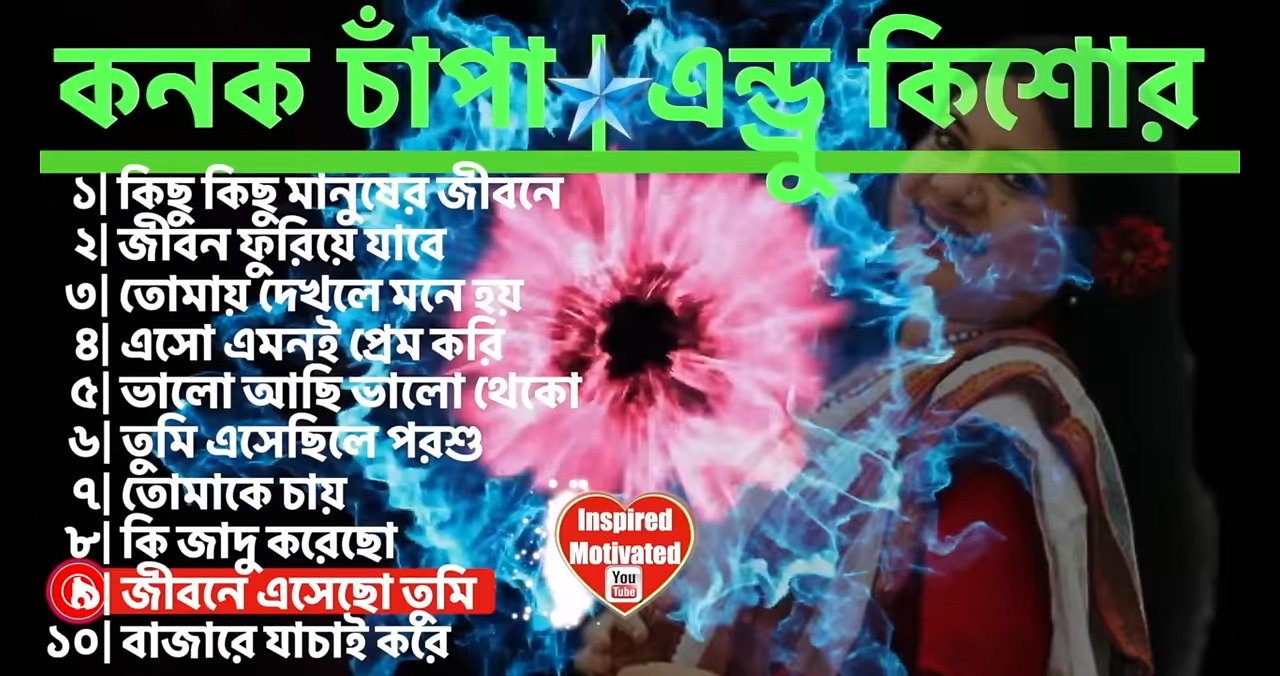 কনক চাঁপা | এন্ড্রু কিশোর
১| কিছু কিছু মানুষের জীবনে
২| জীবন ফুরিয়ে যাবে
৩| তোমায় দেখলে মনে হয়
৪| এসো এমনই প্রেম করি
৫| ভালো আছি ভালো থেকো
৬| তুমি এসেছিলে পরশু
৭| তোমাকে চায়
৮| কি জাদু করেছো
Inspired
Motivated
You
Tube
৯| জীবনে এসেছো তুমি
১০| বাজারে যাচাই করে